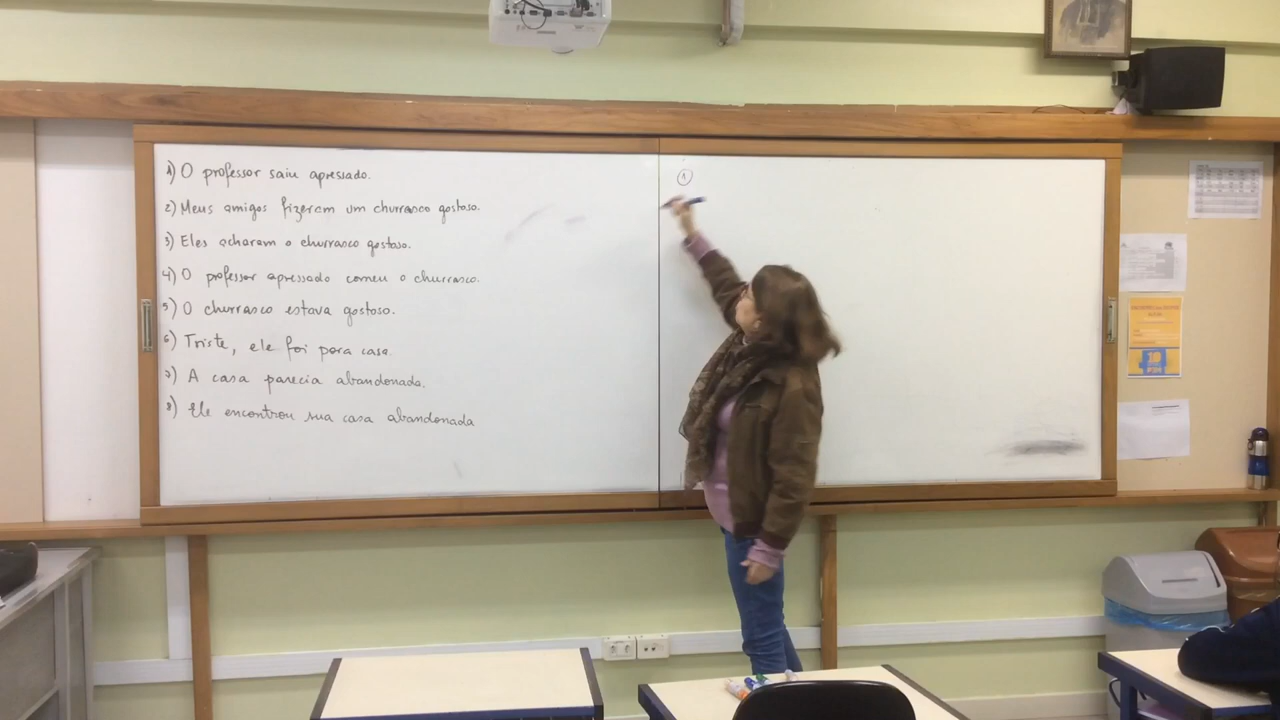 1) O professor saiu apressado.
2) Meus amigos fizeram um churrasco gostoso.
3) Eles acharam o churrasco gostoso.
4) O professor apressado comeu o churrasco.
5) O churrasco estava gostoso.
6) Triste, ele foi para casa.
7) A casa parecia abandonada.
8) Ele encontrou sua casa abandonada
1